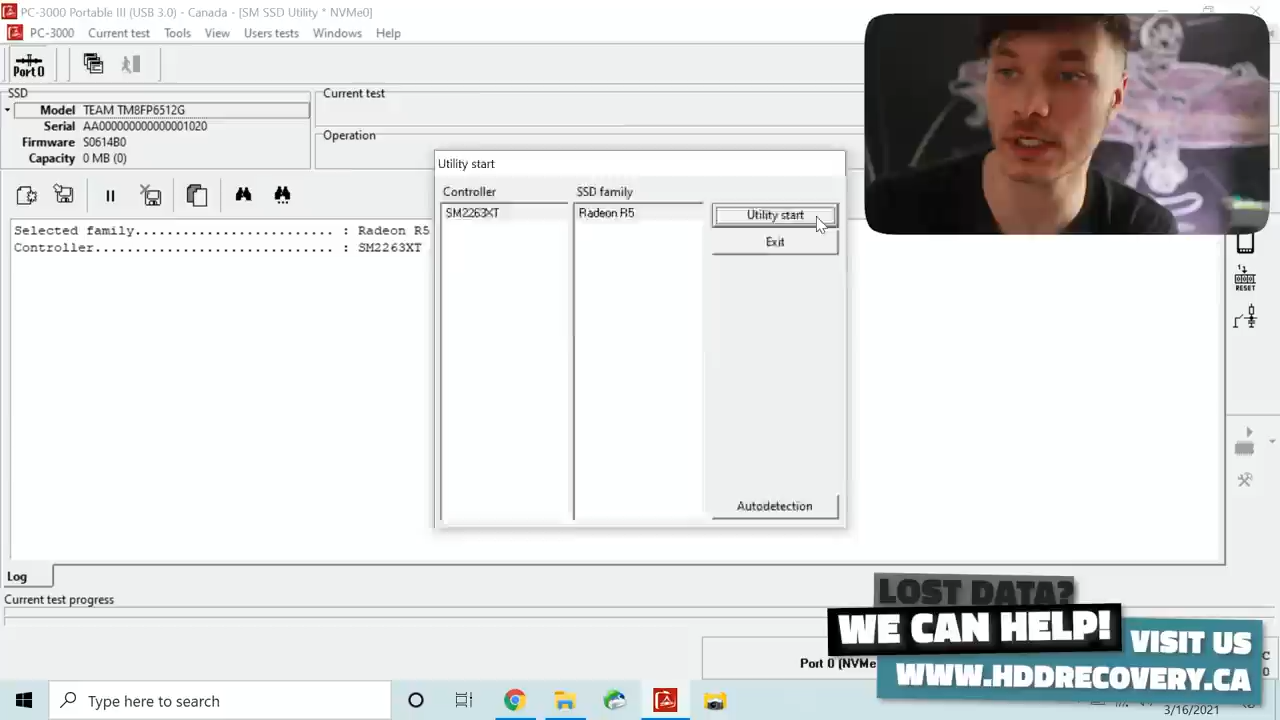 PC-3000 Portable III (USB 3.0) - Canada - [SM SSD Utility * NVMe0]
PC-3000 Current test Tools View Users tests Windows Help
Port 0
SSD
Model TEAM TM8FP6512G
Serial AA000000000000001020
Firmware S0614B0
Capacity 0 MB (0)
Current test
Operation
Selected family............................ : Radeon R5
Controller................................. : SM2263XT
Utility start
Controller SSD family
SM2263XT Radeon R5
Utility start
Exit
Autodetection
RESET
Log
Current test progress
Port 0 (NVMe
LOST DATA?
WE CAN HELP!
VISIT US
WWW.HDDRECOVERY.CA
Type here to search
3/16/2021